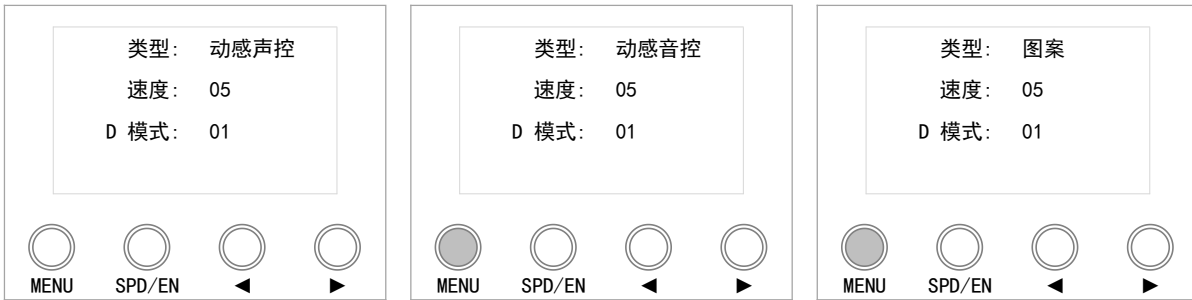 类型: 动感声控
速度: 05
D 模式: 01
MENU SPD/EN ◄ ►
类型: 动感音控
速度: 05
D 模式: 01
MENU SPD/EN ◄ ►
类型: 图案
速度: 05
D 模式: 01
MENU SPD/EN ◄ ►